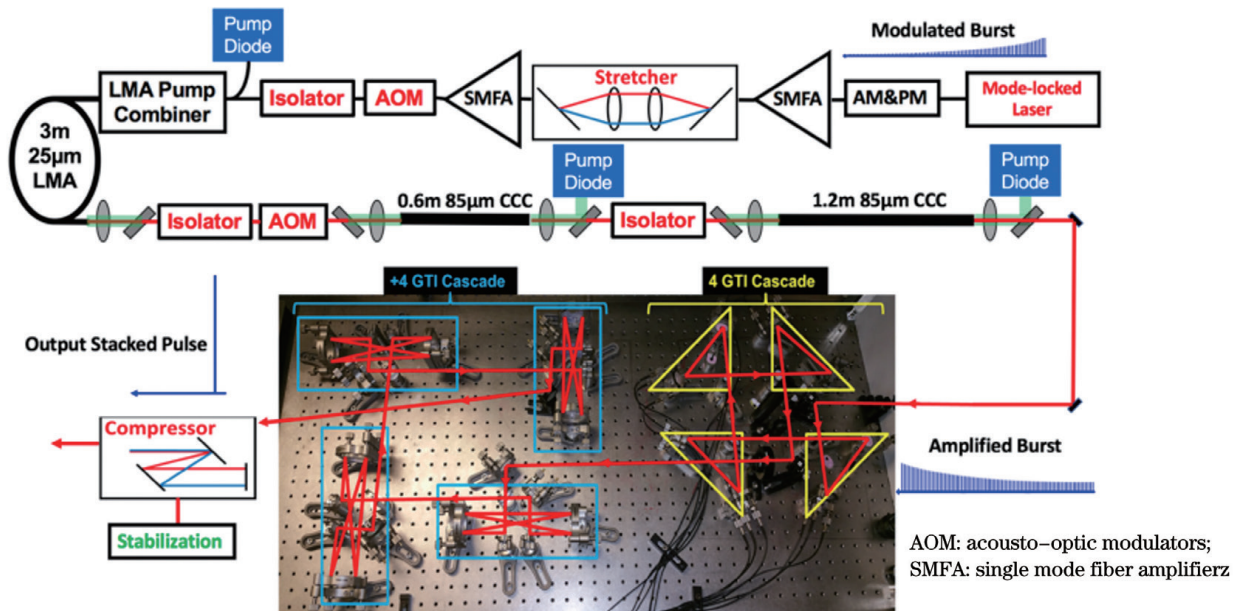 Pump
Diode
Modulated Burst
LMA Pump
Combiner
Isolator
AOM
SMFA
Stretcher
SMFA
AM&PM
Mode-locked
Laser
3m
25μm
LMA
Pump
Diode
Pump
Diode
0.6m 85μm CCC
1.2m 85μm CCC
Isolator
AOM
Isolator
+4 GTI Cascade
4 GTI Cascade
Output Stacked Pulse
Compressor
Amplified Burst
Stabilization
AOM: acousto-optic modulators;
SMFA: single mode fiber amplifierz